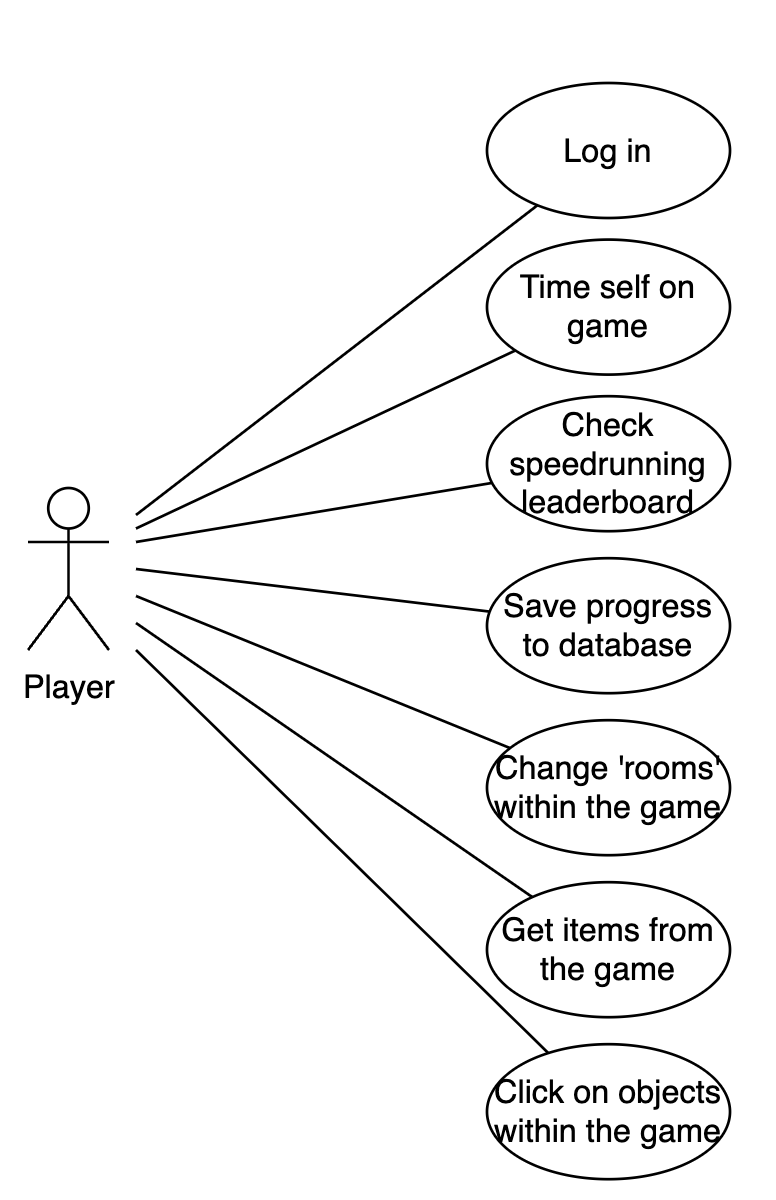 Log in
Time self on
game
Check
speedrunning
leaderboard
Save progress
to database
Player
Change 'rooms'
within the game
Get items from
the game
Click on objects
within the game